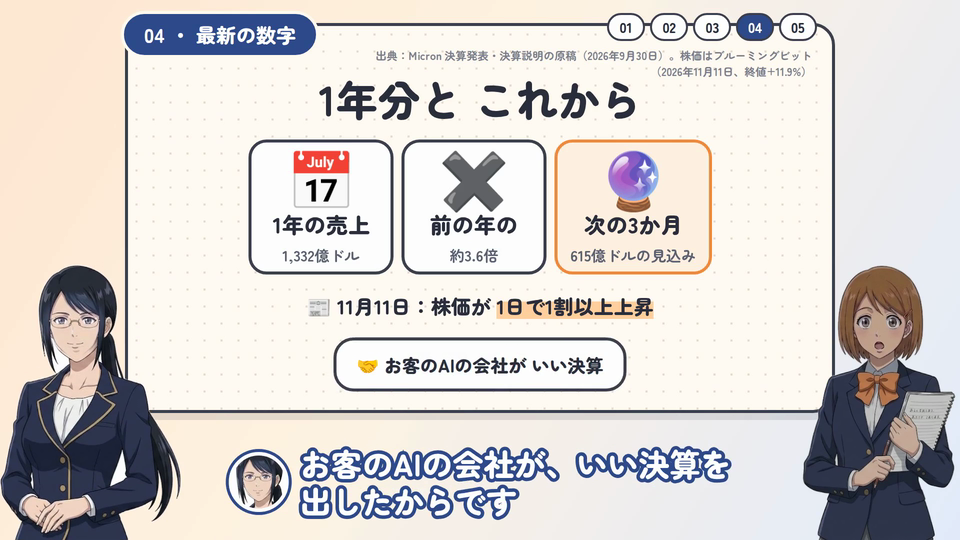 04 ・ 最新の数字
01 02 03 04 05
出典：Micron 決算発表・決算説明の原稿（2026年9月30日）。株価はブルーミングビット
（2026年11月11日、終値+11.9%）
1年分と これから
July
17
1年の売上
1,332億ドル
前の年の
約3.6倍
次の3か月
615億ドルの見込み
11月11日：株価が 1日で1割以上上昇
お客のAIの会社が いい決算
お客のAIの会社が、いい決算を
出したからです